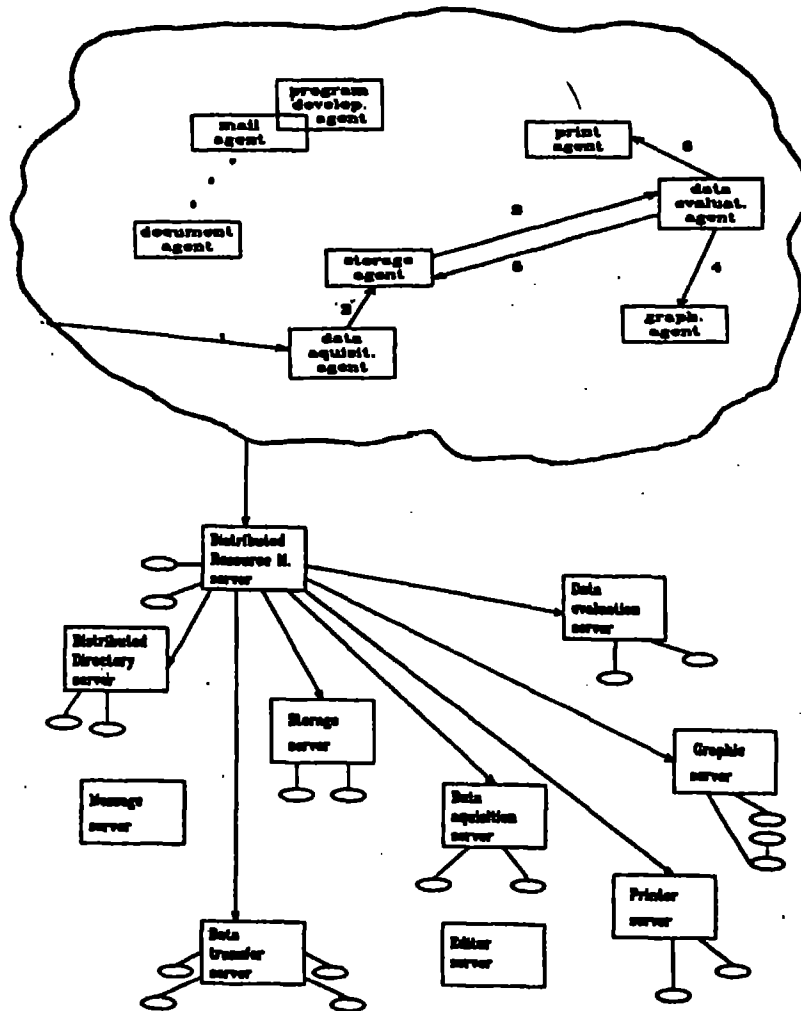 program
develop.
agent
mail
agent
print
agent
data
evaluat.
agent
document
agent
storage
agent
graph.
agent
data
aquisit.
agent
1
2
5
4
Distributed
Resource M.
server
Data
evaluation
server
Distributed
Directory
server
Storage
server
Graphic
server
Message
server
Data
aquisition
server
Printer
server
Data
transfer
server
Editor
server